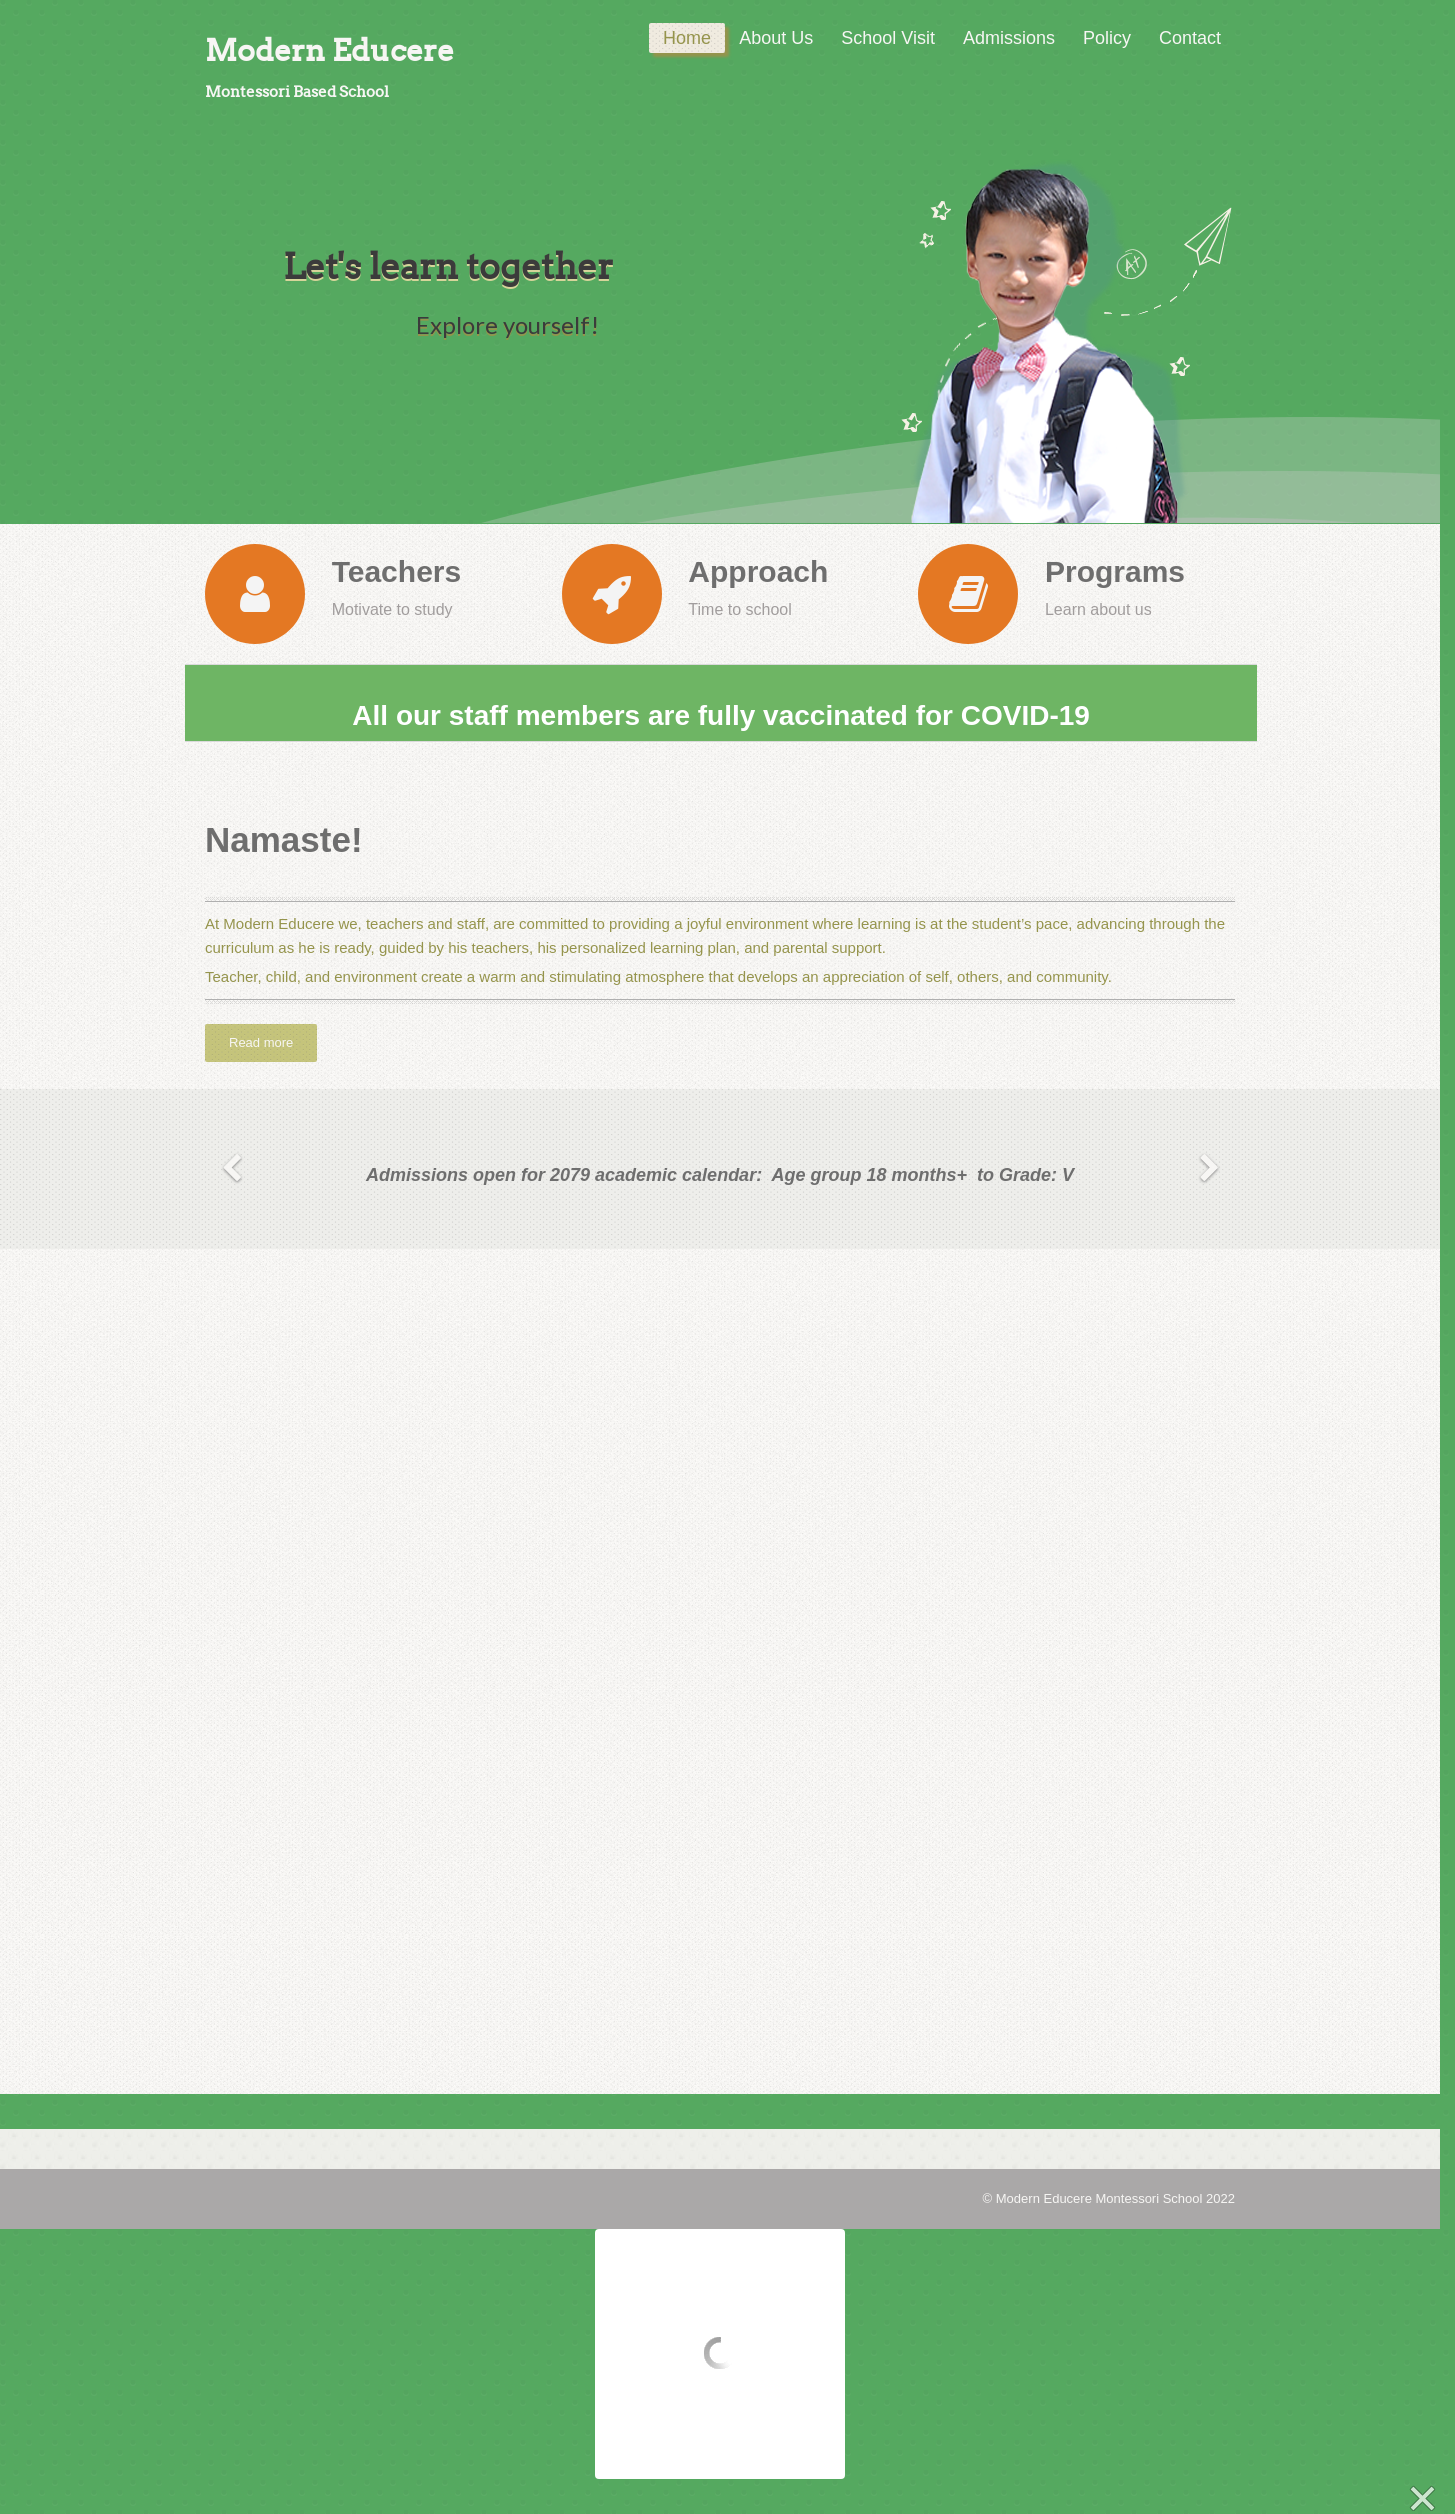 Modern Educere
Montessori Based School
Home About Us School Visit Admissions Policy Contact
A+
Let's learn together
Explore yourself!
Teachers
Motivate to study
Approach
Time to school
Programs
Learn about us
All our staff members are fully vaccinated for COVID-19
Namaste!
At Modern Educere we, teachers and staff, are committed to providing a joyful environment where learning is at the student’s pace, advancing through the
curriculum as he is ready, guided by his teachers, his personalized learning plan, and parental support.
Teacher, child, and environment create a warm and stimulating atmosphere that develops an appreciation of self, others, and community.
Read more
Admissions open for 2079 academic calendar:  Age group 18 months+  to Grade: V
© Modern Educere Montessori School 2022